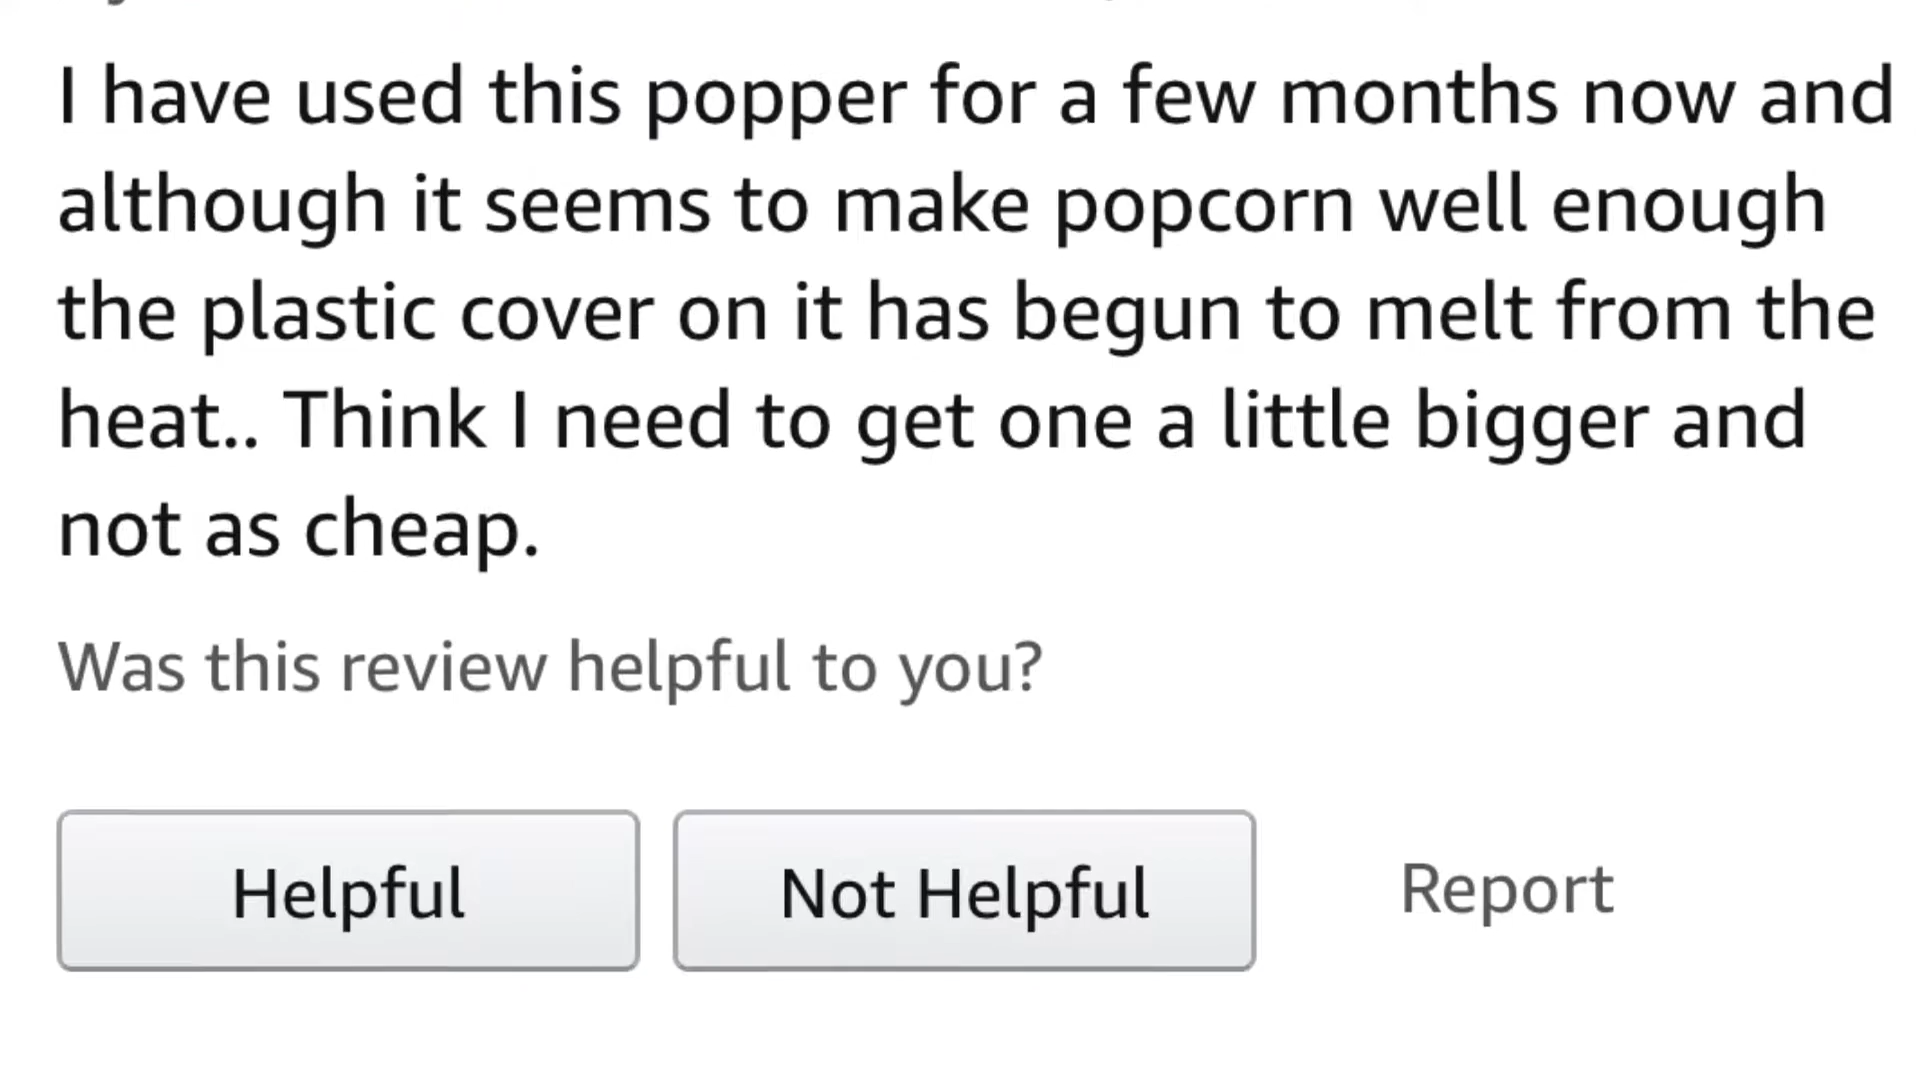 I have used this popper for a few months now and
although it seems to make popcorn well enough
the plastic cover on it has begun to melt from the
heat.. Think I need to get one a little bigger and
not as cheap.
Was this review helpful to you?
Helpful
Not Helpful
Report